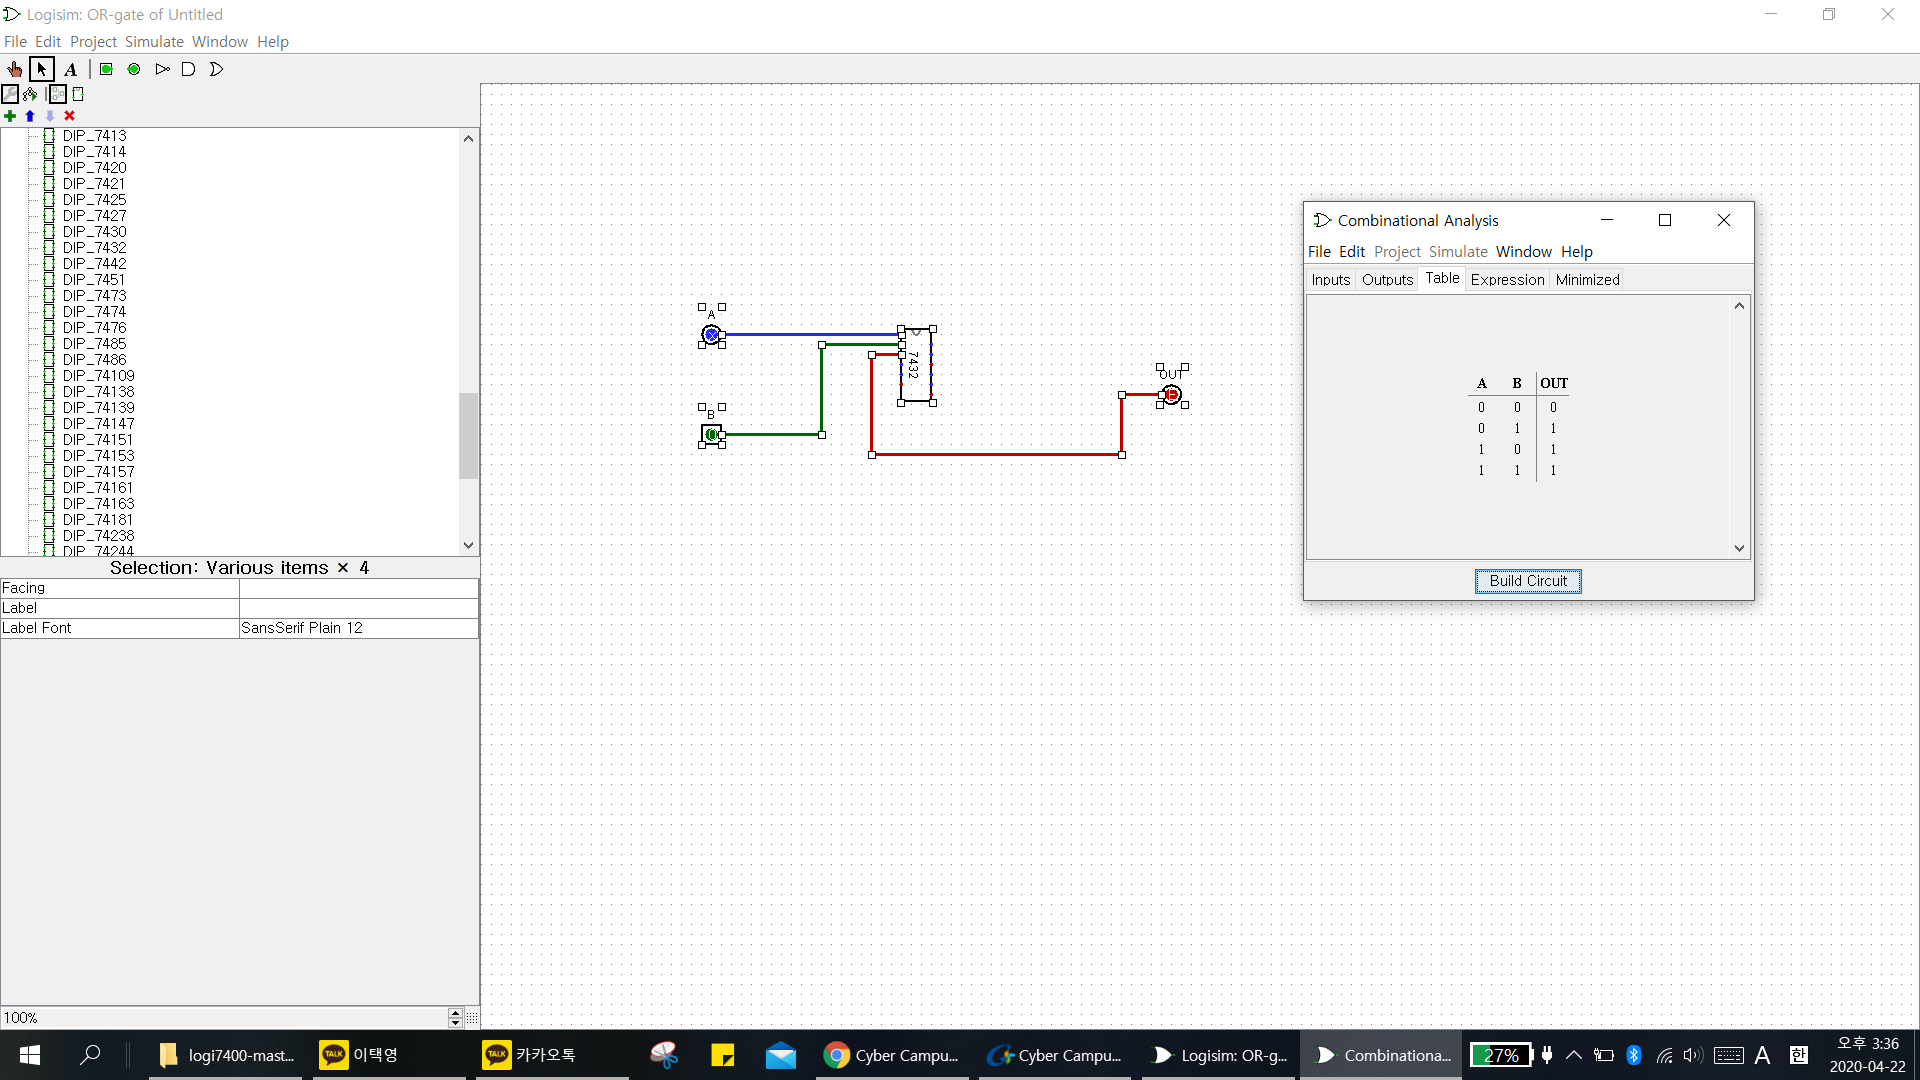 Logisim: OR-gate of Untitled
File Edit Project Simulate Window Help
A
DIP_7413
DIP_7414
DIP_7420
DIP_7421
DIP_7425
DIP_7427
DIP_7430
DIP_7432
DIP_7442
DIP_7451
DIP_7473
DIP_7474
DIP_7476
DIP_7485
DIP_7486
DIP_74109
DIP_74138
DIP_74139
DIP_74147
DIP_74151
DIP_74153
DIP_74157
DIP_74161
DIP_74163
DIP_74181
DIP_74238
DIP_74244
Selection: Various items × 4
Facing
Label
Label Font SansSerif Plain 12
100%
A
B
7432
OUT
Combinational Analysis
File Edit Project Simulate Window Help
Inputs Outputs Table Expression Minimized
A B OUT
0 0 0
0 1 1
1 0 1
1 1 1
Build Circuit
logi7400-mast...
TALK 이택영
TALK 카카오톡
Cyber Campu...
Cyber Campu...
Logisim: OR-g...
Combinationa...
27%
A
한
오후 3:36
2020-04-22